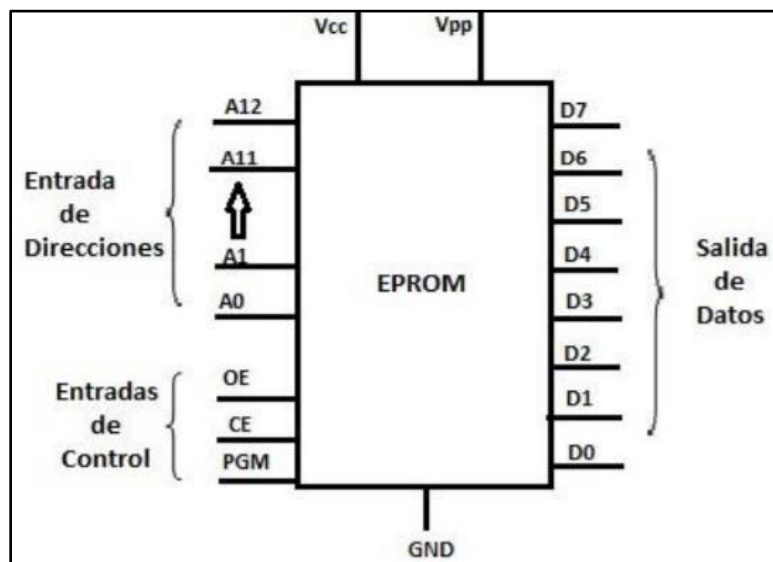 Vcc
Vpp
A12
A11
A1
A0
Entrada
de
Direcciones
OE
CE
PGM
Entradas
de
Control
EPROM
D7
D6
D5
D4
D3
D2
D1
D0
Salida
de
Datos
GND